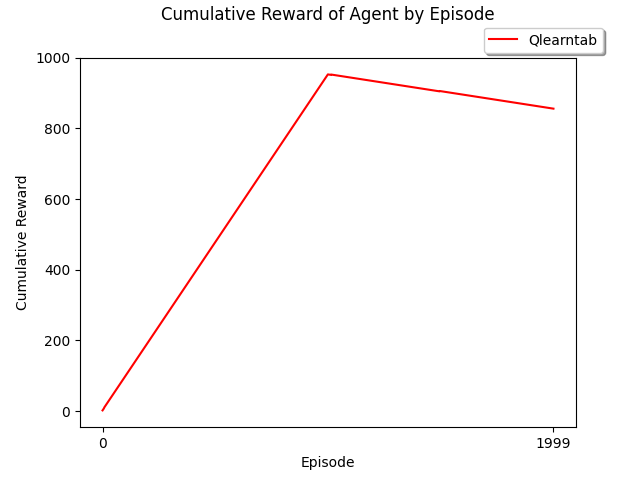 Cumulative Reward of Agent by Episode
Qlearntab
1000
800
600
400
200
0
Cumulative Reward
0
1999
Episode